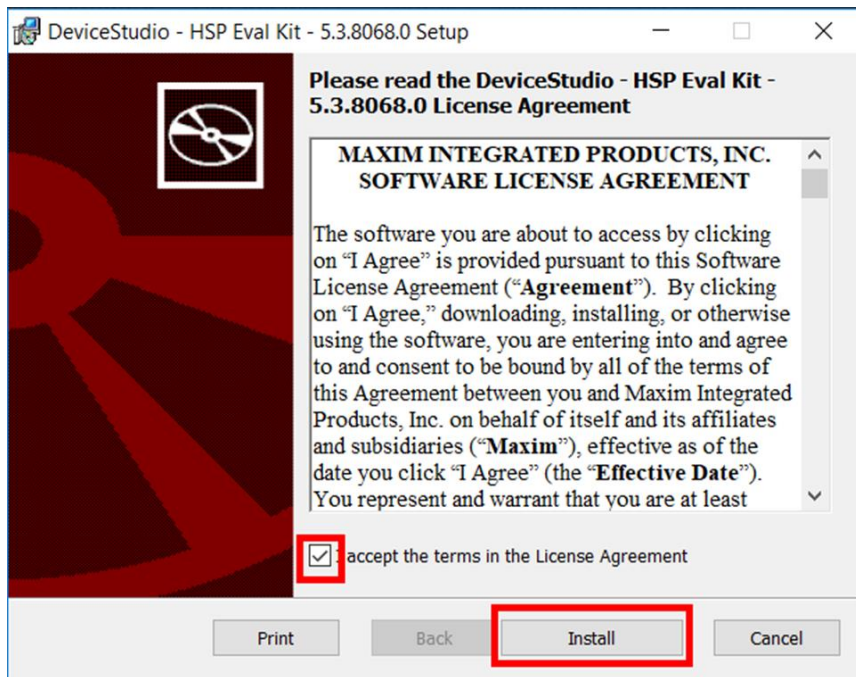 DeviceStudio - HSP Eval Kit - 5.3.8068.0 Setup
Please read the DeviceStudio - HSP Eval Kit -
5.3.8068.0 License Agreement
MAXIM INTEGRATED PRODUCTS, INC.
SOFTWARE LICENSE AGREEMENT
The software you are about to access by clicking
on “I Agree” is provided pursuant to this Software
License Agreement (“Agreement”).  By clicking
on “I Agree,” downloading, installing, or otherwise
using the software, you are entering into and agree
to and consent to be bound by all of the terms of
this Agreement between you and Maxim Integrated
Products, Inc. on behalf of itself and its affiliates
and subsidiaries (“Maxim”), effective as of the
date you click “I Agree” (the “Effective Date”).
You represent and warrant that you are at least
I accept the terms in the License Agreement
Print
Back
Install
Cancel